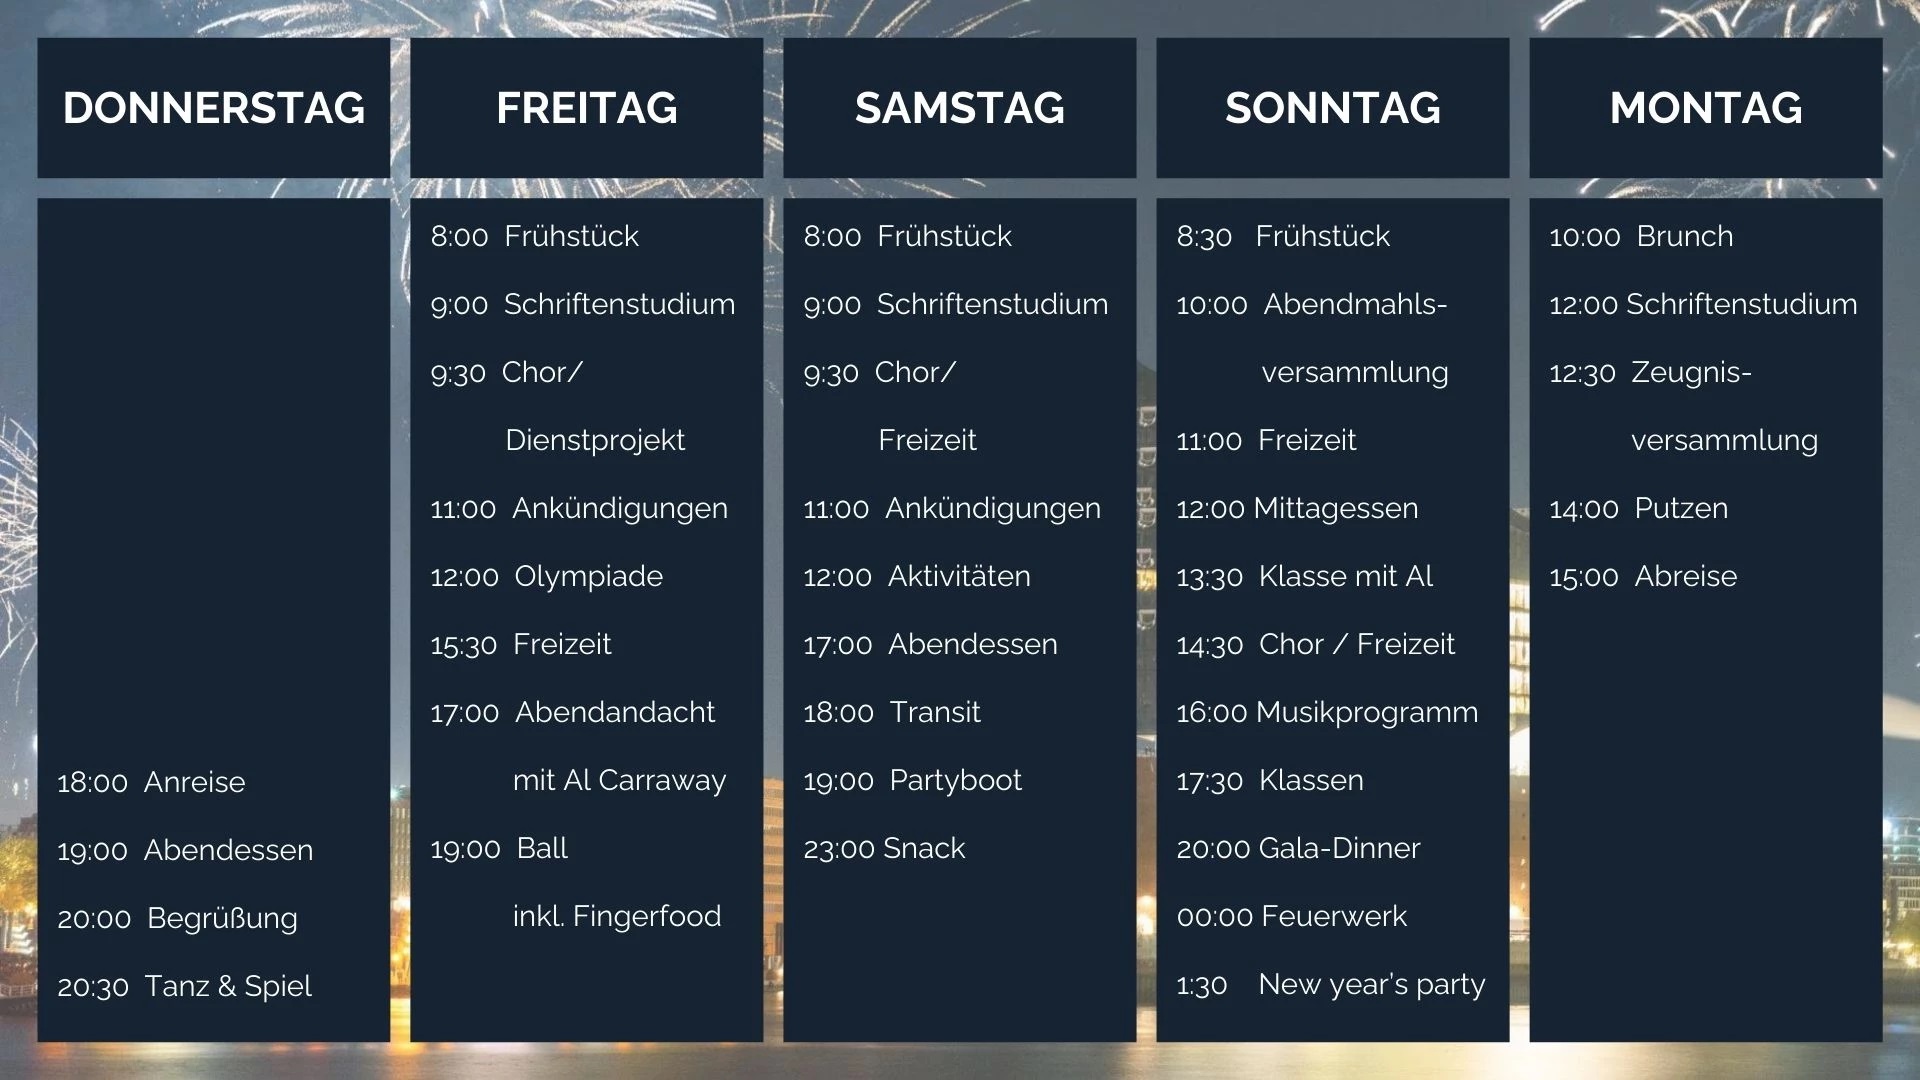 DONNERSTAG
18:00 Anreise
19:00 Abendessen
20:00 Begrüßung
20:30 Tanz & Spiel
FREITAG
8:00 Frühstück
9:00 Schriftenstudium
9:30 Chor/
Dienstprojekt
11:00 Ankündigungen
12:00 Olympiade
15:30 Freizeit
17:00 Abendandacht
mit Al Carraway
19:00 Ball
inkl. Fingerfood
SAMSTAG
8:00 Frühstück
9:00 Schriftenstudium
9:30 Chor/
Freizeit
11:00 Ankündigungen
12:00 Aktivitäten
17:00 Abendessen
18:00 Transit
19:00 Partyboot
23:00 Snack
SONNTAG
8:30 Frühstück
10:00 Abendmahls-
versammlung
11:00 Freizeit
12:00 Mittagessen
13:30 Klasse mit Al
14:30 Chor / Freizeit
16:00 Musikprogramm
17:30 Klassen
20:00 Gala-Dinner
00:00 Feuerwerk
1:30 New year's party
MONTAG
10:00 Brunch
12:00 Schriftenstudium
12:30 Zeugnis-
versammlung
14:00 Putzen
15:00 Abreise